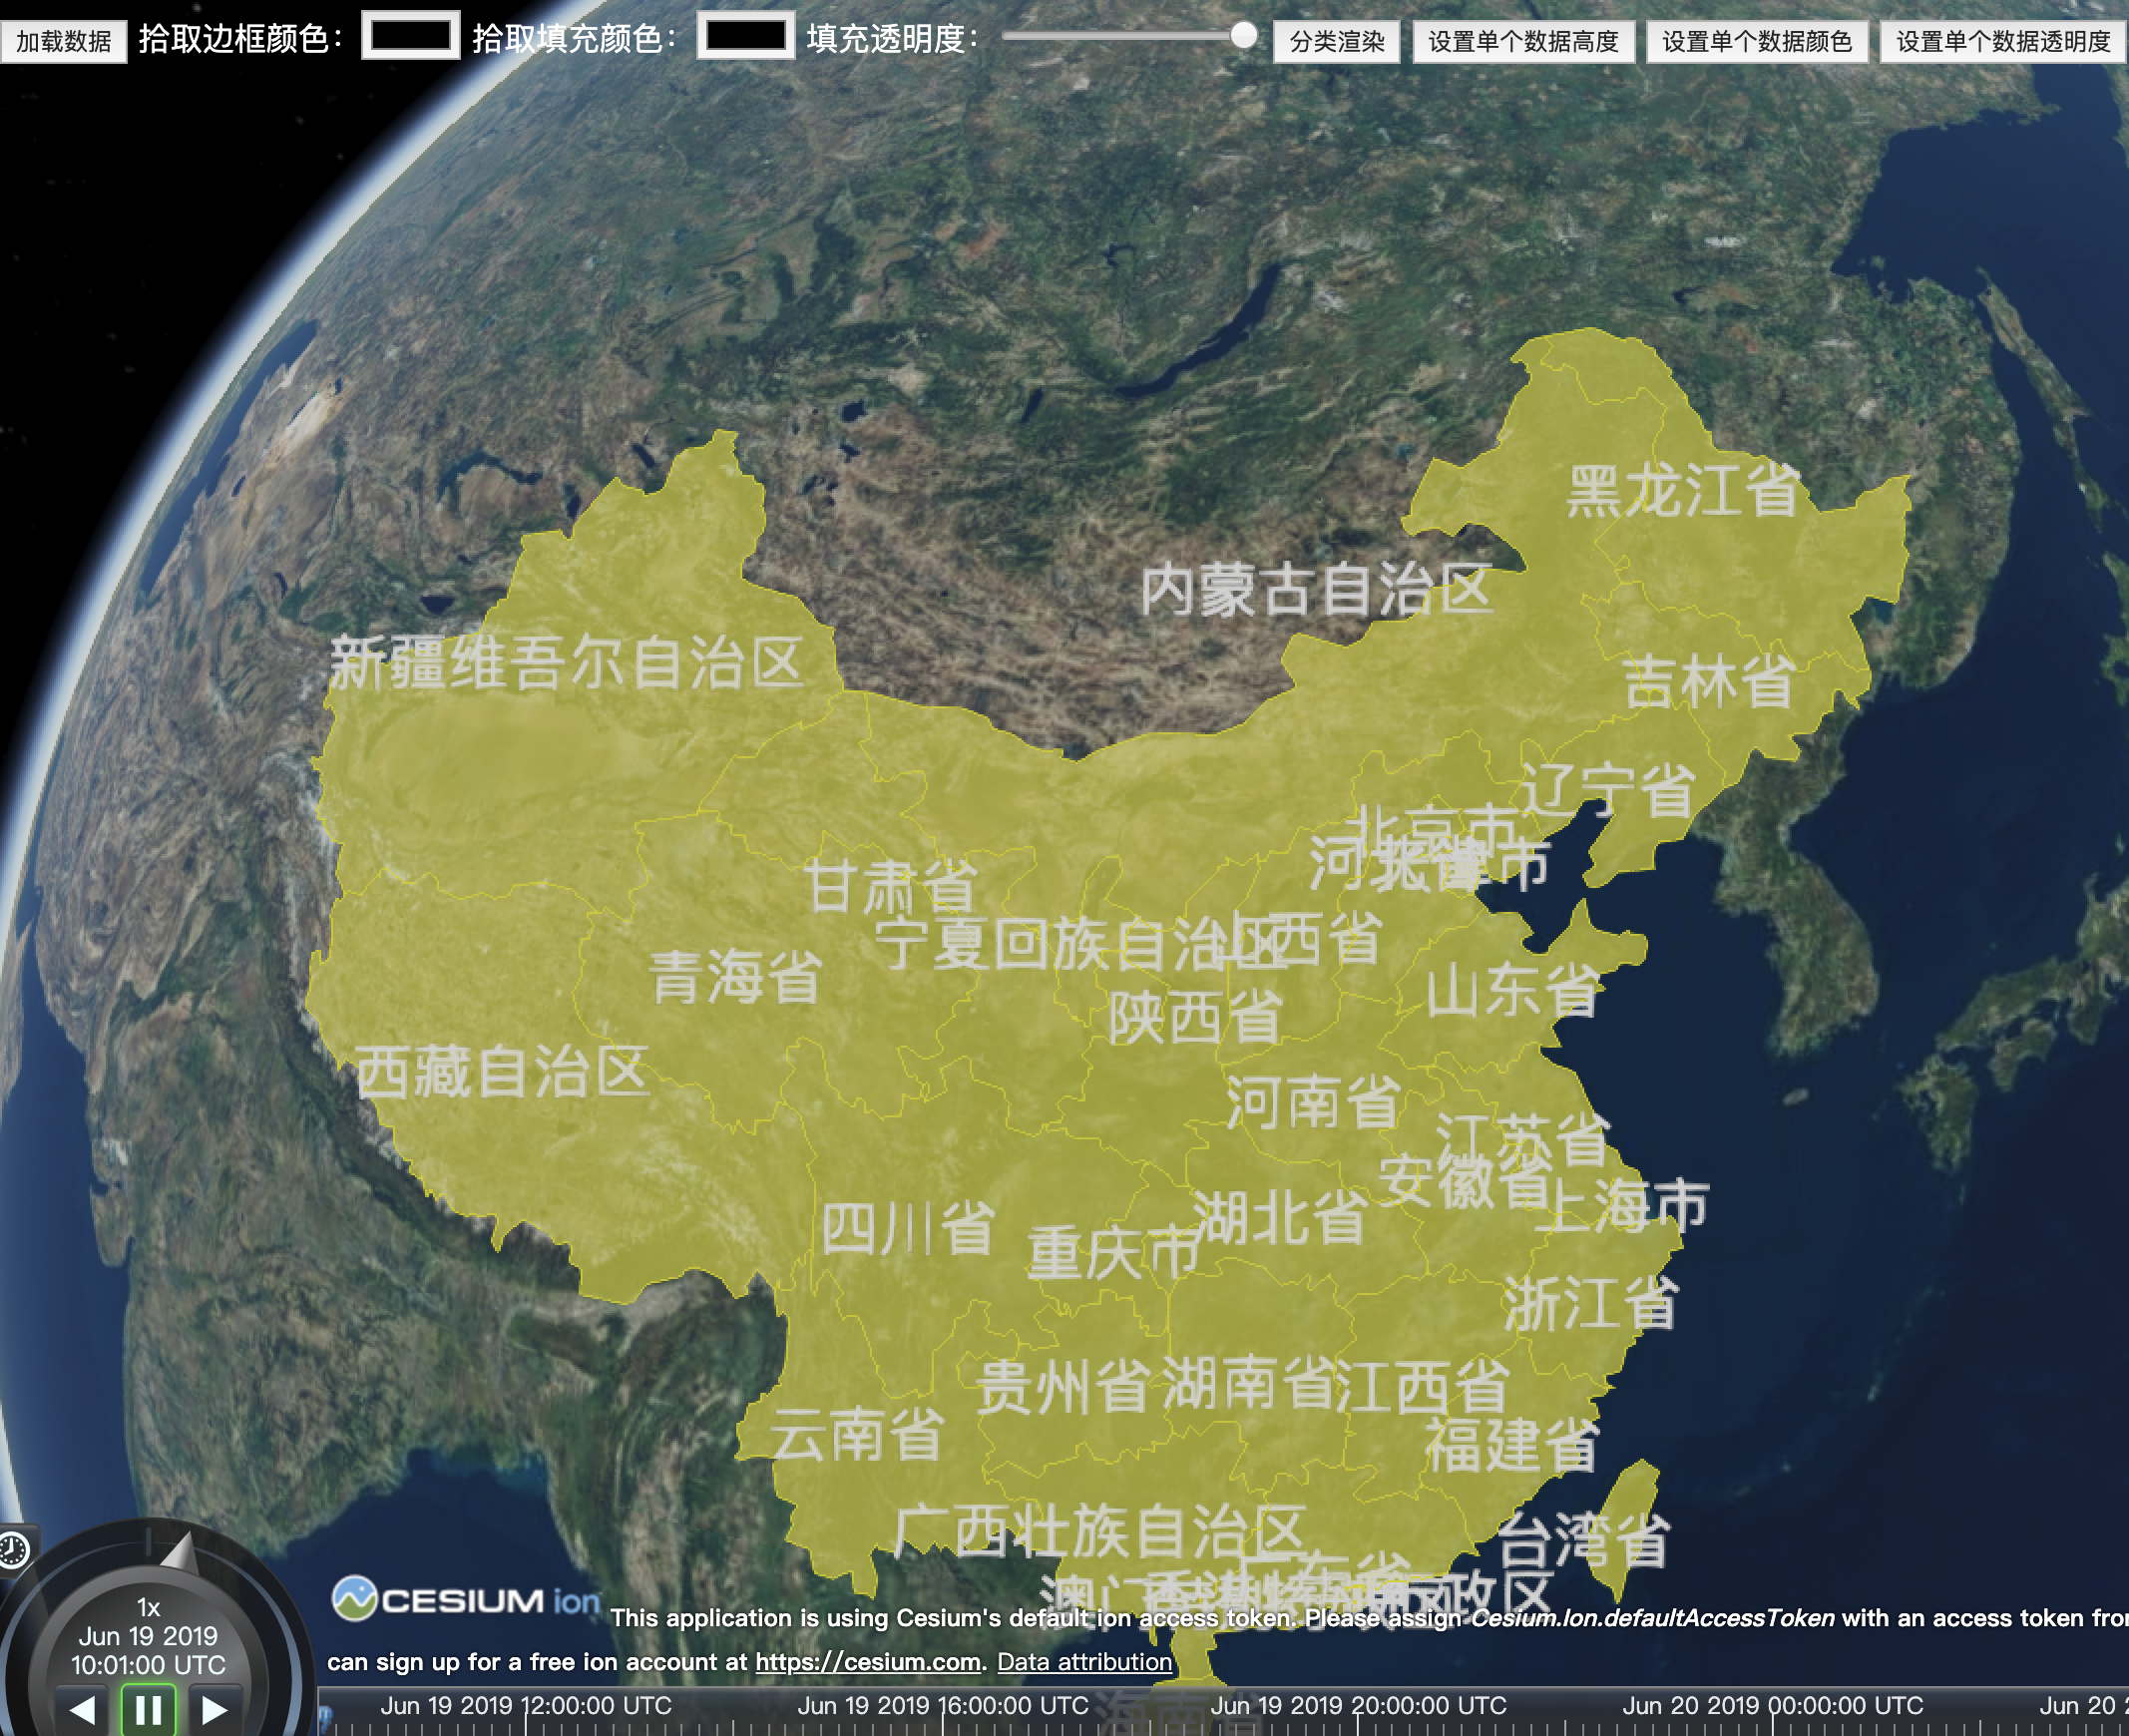 加载数据 拾取边框颜色： 拾取填充颜色： 填充透明度： 分类渲染 设置单个数据高度 设置单个数据颜色 设置单个数据透明度
黑龙江省
内蒙古自治区
新疆维吾尔自治区
吉林省
辽宁省
北京市
河北省
天津市
甘肃省
宁夏回族自治区
山西省
青海省
山东省
陕西省
西藏自治区
河南省
江苏省
安徽省
上海市
四川省
湖北省
重庆市
浙江省
贵州省
湖南省
江西省
云南省
福建省
广西壮族自治区
台湾省
广东省
CESIUM ion
This application is using Cesium's default ion access token. Please assign Cesium.Ion.defaultAccessToken with an access token
can sign up for a free ion account at https://cesium.com. Data attribution
1x
Jun 19 2019
10:01:00 UTC
Jun 19 2019 12:00:00 UTC
Jun 19 2019 16:00:00 UTC
Jun 19 2019 20:00:00 UTC
Jun 20 2019 00:00:00 UTC
Jun 20
海南省